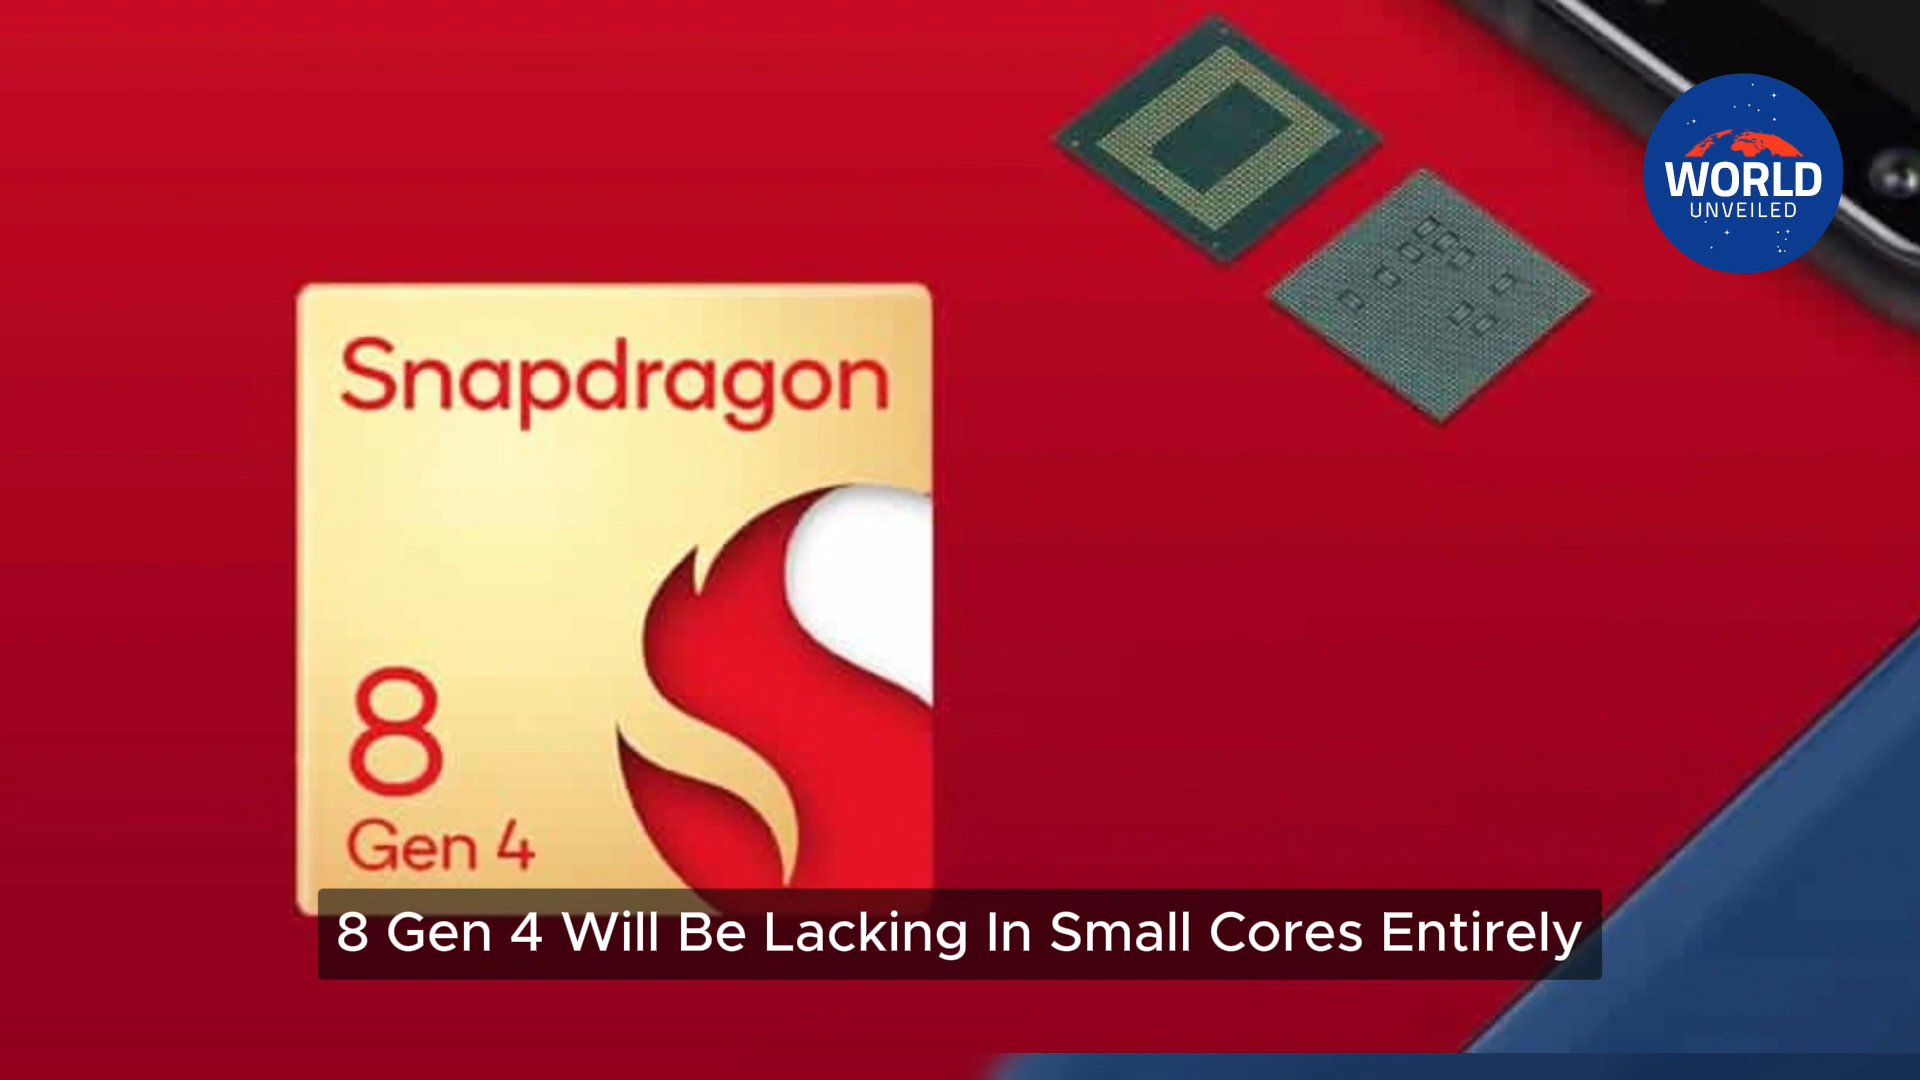 WORLD
UNVEILED
Snapdragon
8
Gen 4
8 Gen 4 Will Be Lacking In Small Cores Entirely